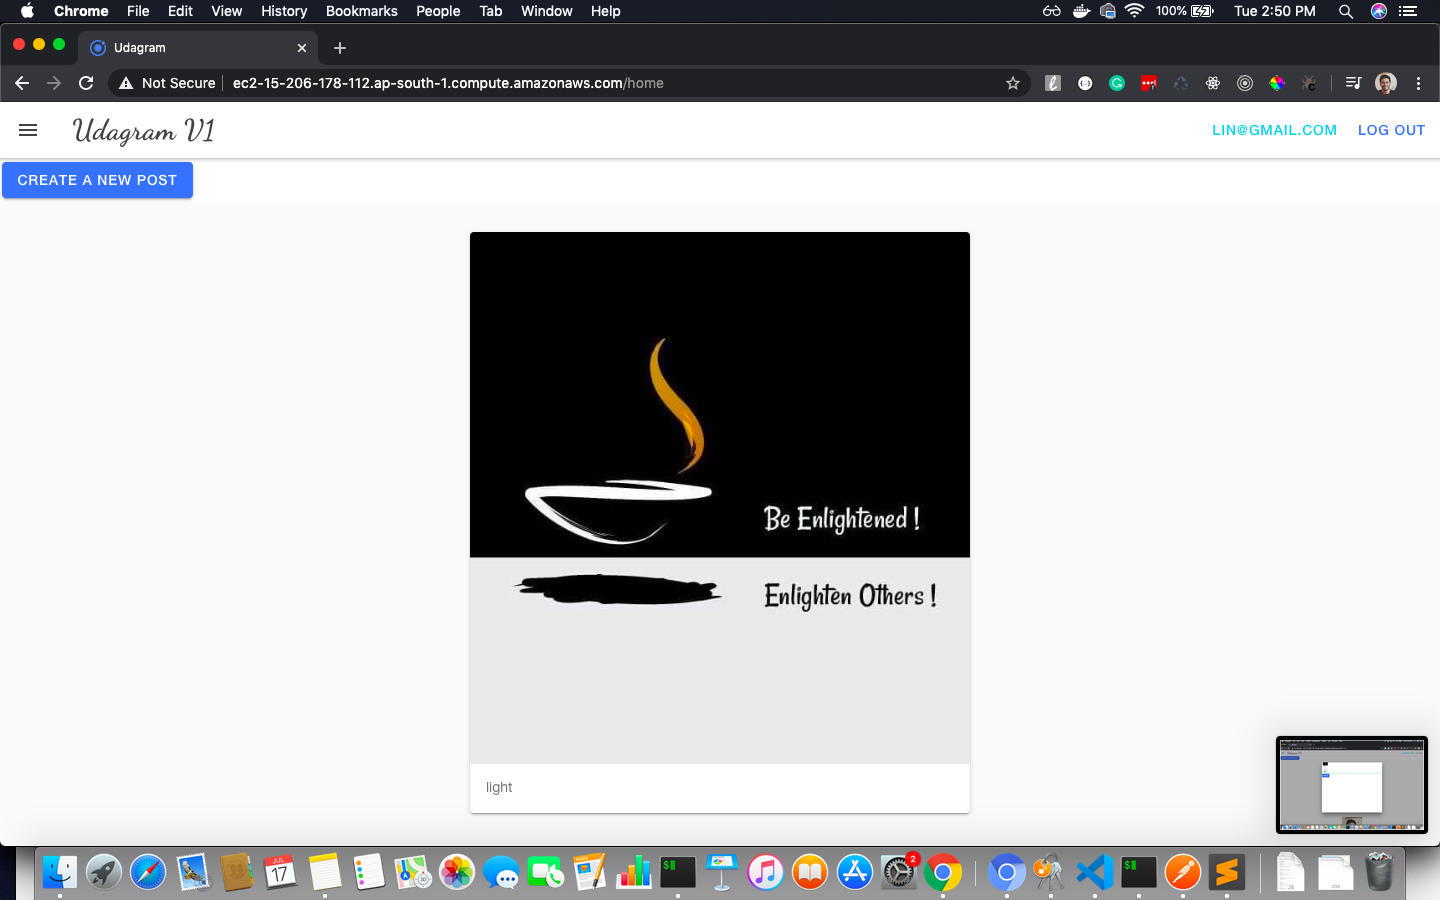 Chrome File Edit View History Bookmarks People Tab Window Help 100% Tue 2:50 PM
Udagram
Not Secure ec2-15-206-178-112.ap-south-1.compute.amazonaws.com/home
Udagram V1 LIN@GMAIL.COM LOG OUT
CREATE A NEW POST
Be Enlightened !
Enlighten Others !
light
JUL
17
2